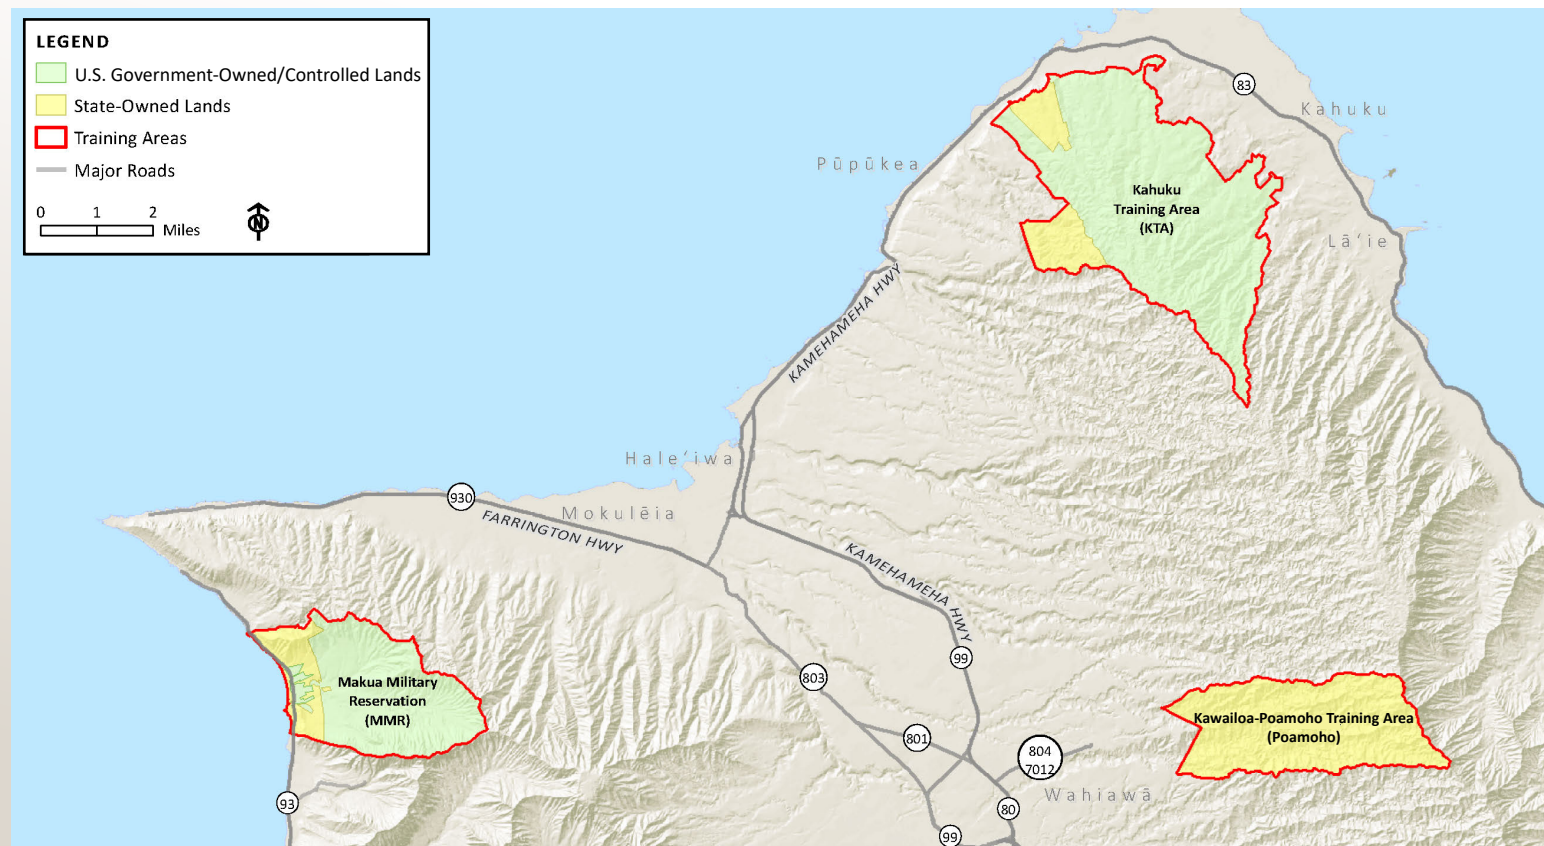 LEGEND
U.S. Government-Owned/Controlled Lands
State-Owned Lands
Training Areas
Major Roads
0 1 2
Miles
N
83
Kahuku
Pūpūkea
Kahuku
Training Area
(KTA)
Lāʻie
KAMEHAMEHA HWY
Haleʻiwa
930
Mokulēia
FARRINGTON HWY
KAMEHAMEHA HWY
99
803
Makua Military
Reservation
(MMR)
Kawailoa-Poamoho Training Area
(Poamoho)
801
804
7012
Wahiawā
93
80
99